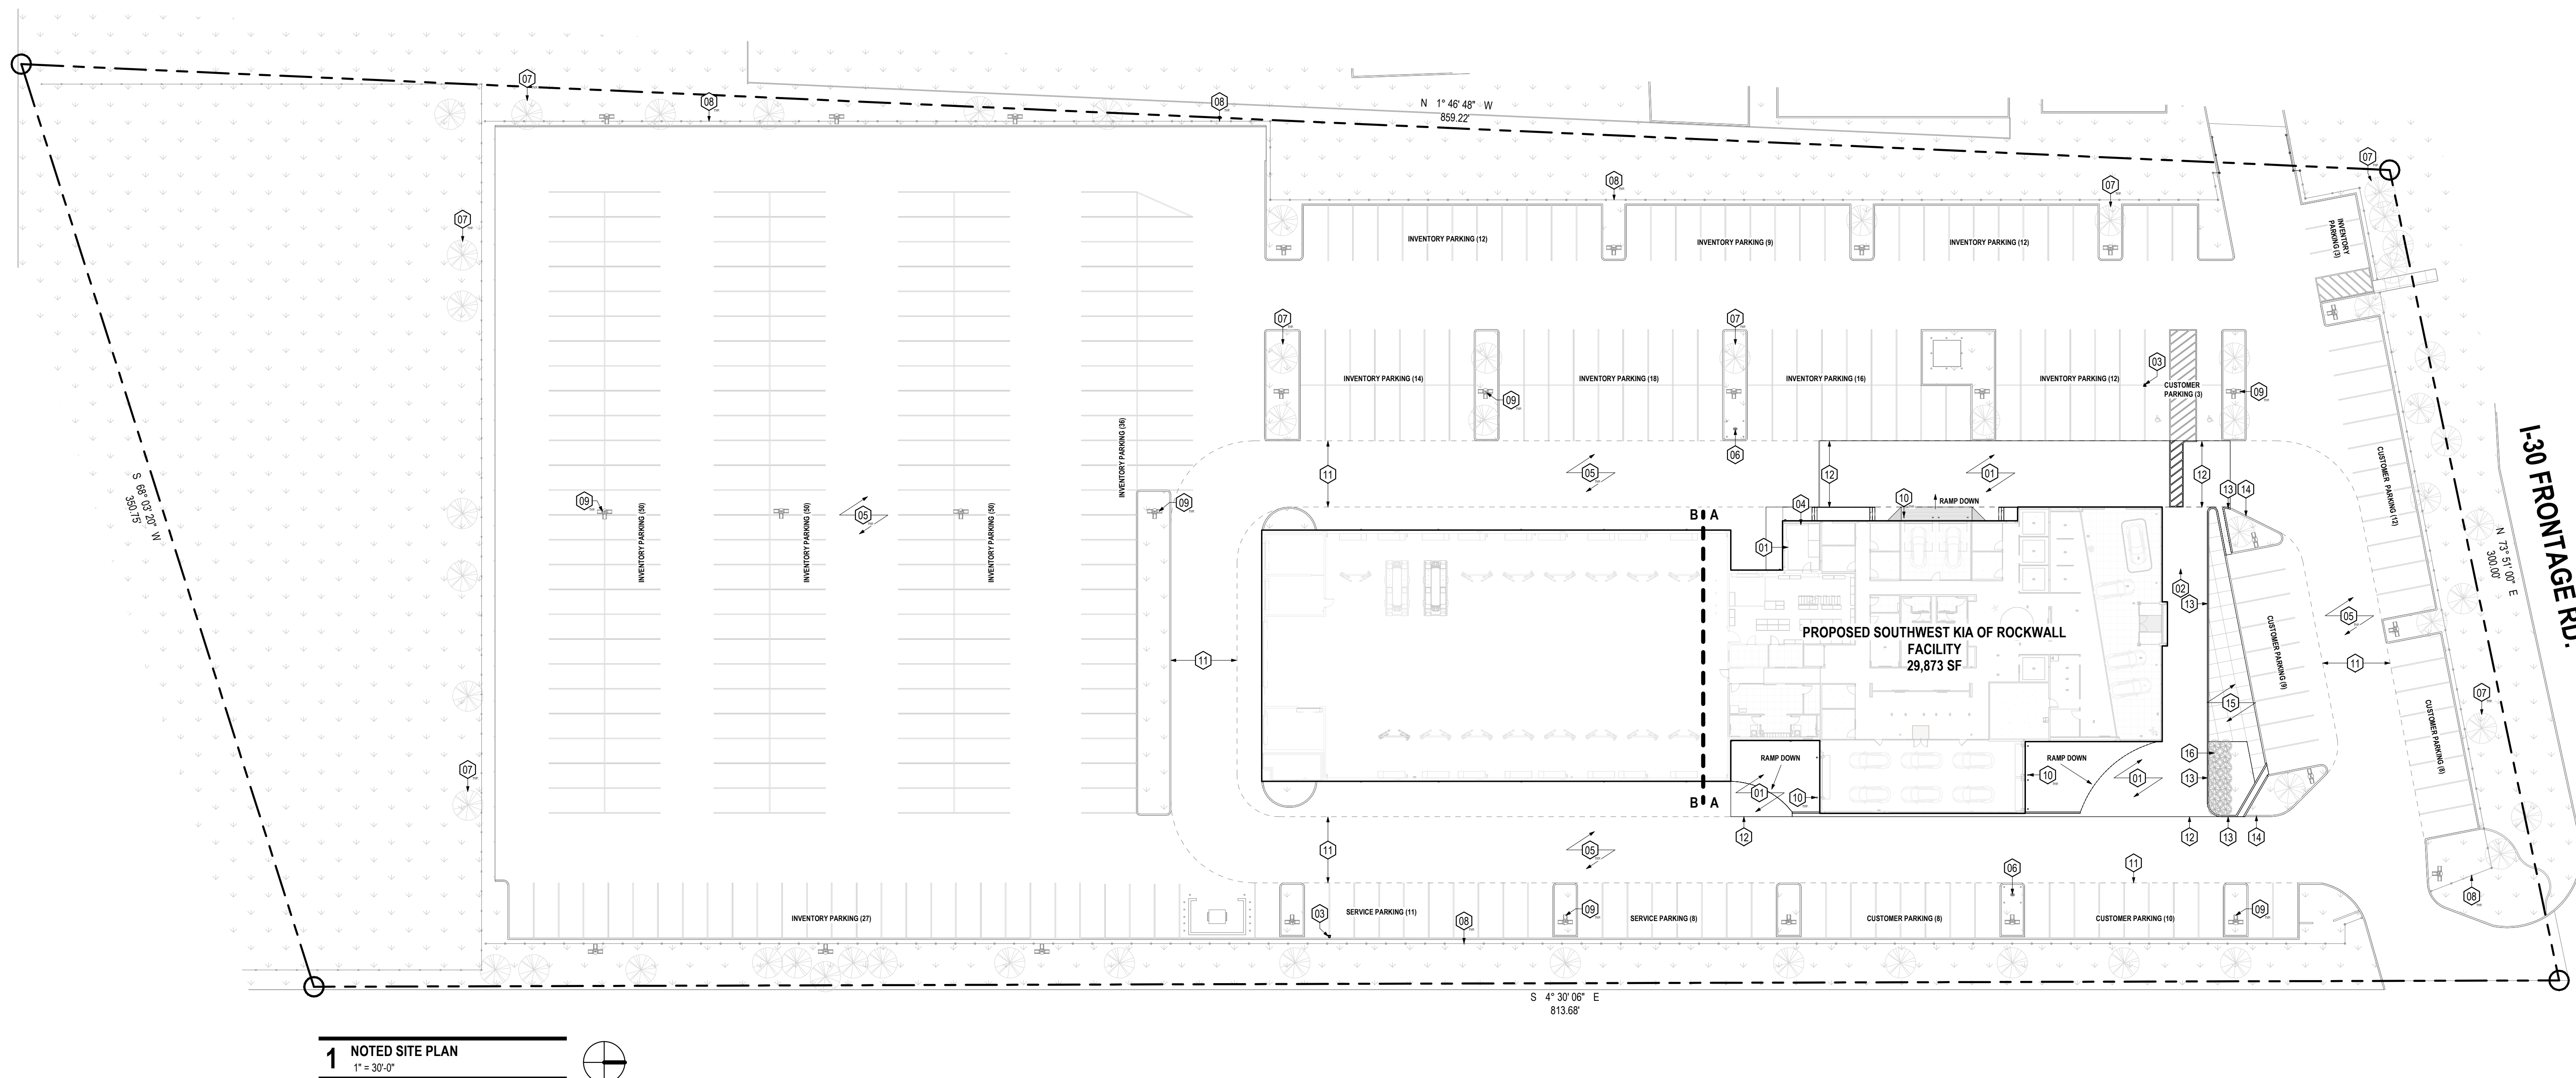 07
08
08
N 1° 46' 48" W
859.22'
07
07
08
07
INVENTORY PARKING (12)
INVENTORY PARKING (9)
INVENTORY PARKING (12)
INVENTORY
PARKING (3)
07
07
03
INVENTORY PARKING (14)
INVENTORY PARKING (18)
INVENTORY PARKING (16)
INVENTORY PARKING (12)
CUSTOMER
PARKING (3)
09
09
06
INVENTORY PARKING (36)
I-30 FRONTAGE RD.
CUSTOMER PARKING (12)
S 68° 03' 20" W
350.75'
11
05
12
01
12
13
14
09
INVENTORY PARKING (50)
INVENTORY PARKING (50)
05
INVENTORY PARKING (50)
09
04
10
RAMP DOWN
B
A
01
N 73° 51' 00" E
300.00'
02
13
05
PROPOSED SOUTHWEST KIA OF ROCKWALL
FACILITY
29,873 SF
CUSTOMER PARKING (9)
11
11
07
15
CUSTOMER PARKING (8)
07
RAMP DOWN
RAMP DOWN
16
10
01
13
01
10
B
A
12
12
13
14
11
05
11
06
08
INVENTORY PARKING (27)
03
SERVICE PARKING (11)
08
09
SERVICE PARKING (8)
CUSTOMER PARKING (8)
CUSTOMER PARKING (10)
09
S 4° 30' 06" E
813.68'
1
NOTED SITE PLAN
1" = 30'-0"